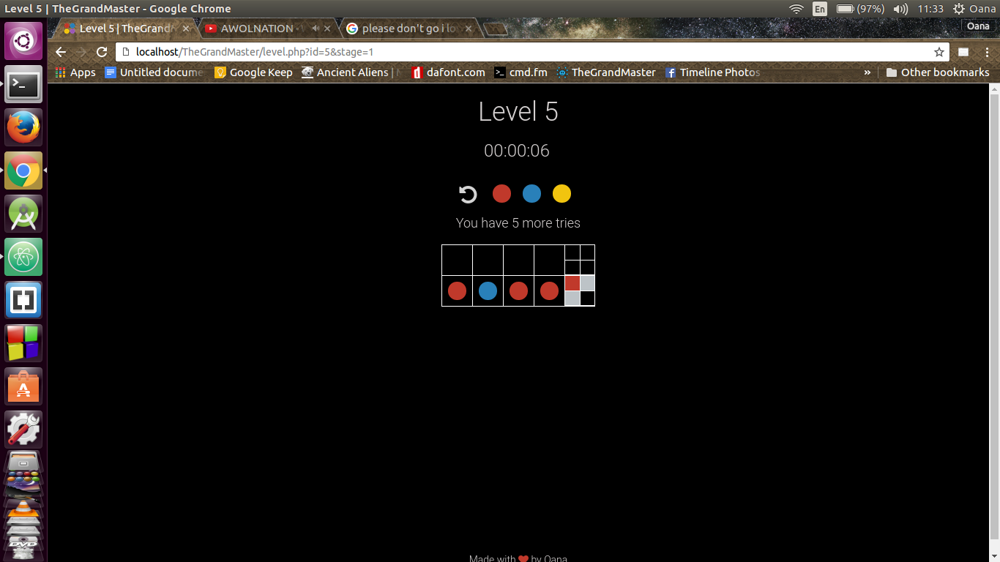 Level 5 | TheGrandMaster - Google Chrome
En
(97%)
11:33
Oana
Level 5 | TheGrandM
AWOLNATION -
please don't go i lo
Oana
localhost/TheGrandMaster/level.php?id=5&stage=1
Apps
Untitled docume
Google Keep
Ancient Aliens |
dafont.com
cmd.fm
TheGrandMaster
Timeline Photos
»
Other bookmarks
Level 5
00:00:06
You have 5 more tries
Made with ❤ by Oana
DVD